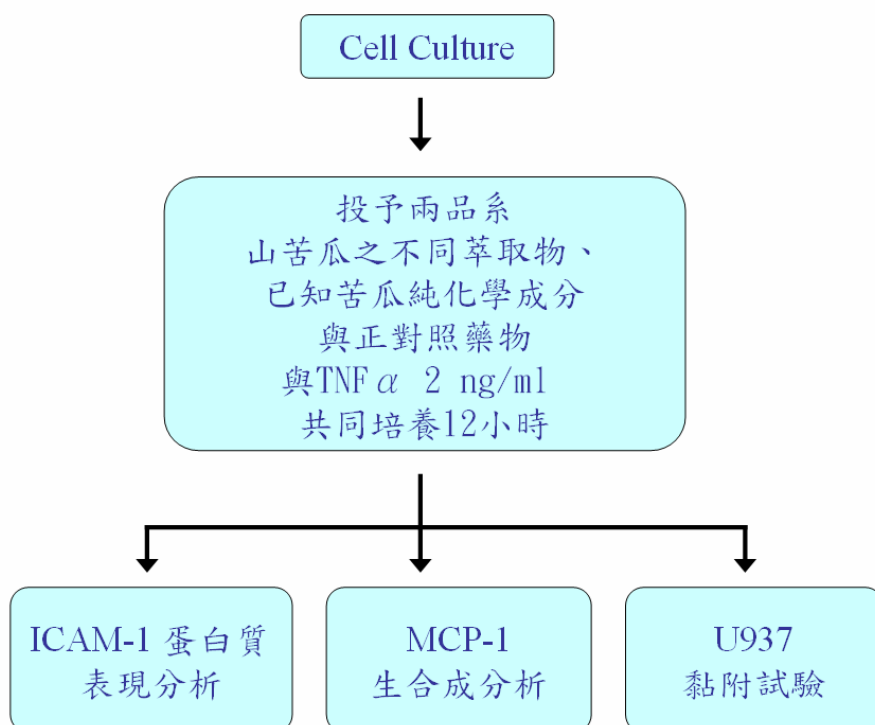 Cell Culture
投予兩品系
山苦瓜之不同萃取物、
已知苦瓜純化學成分
與正對照藥物
與TNFα 2 ng/ml
共同培養12小時
ICAM-1 蛋白質
表現分析
MCP-1
生合成分析
U937
黏附試驗